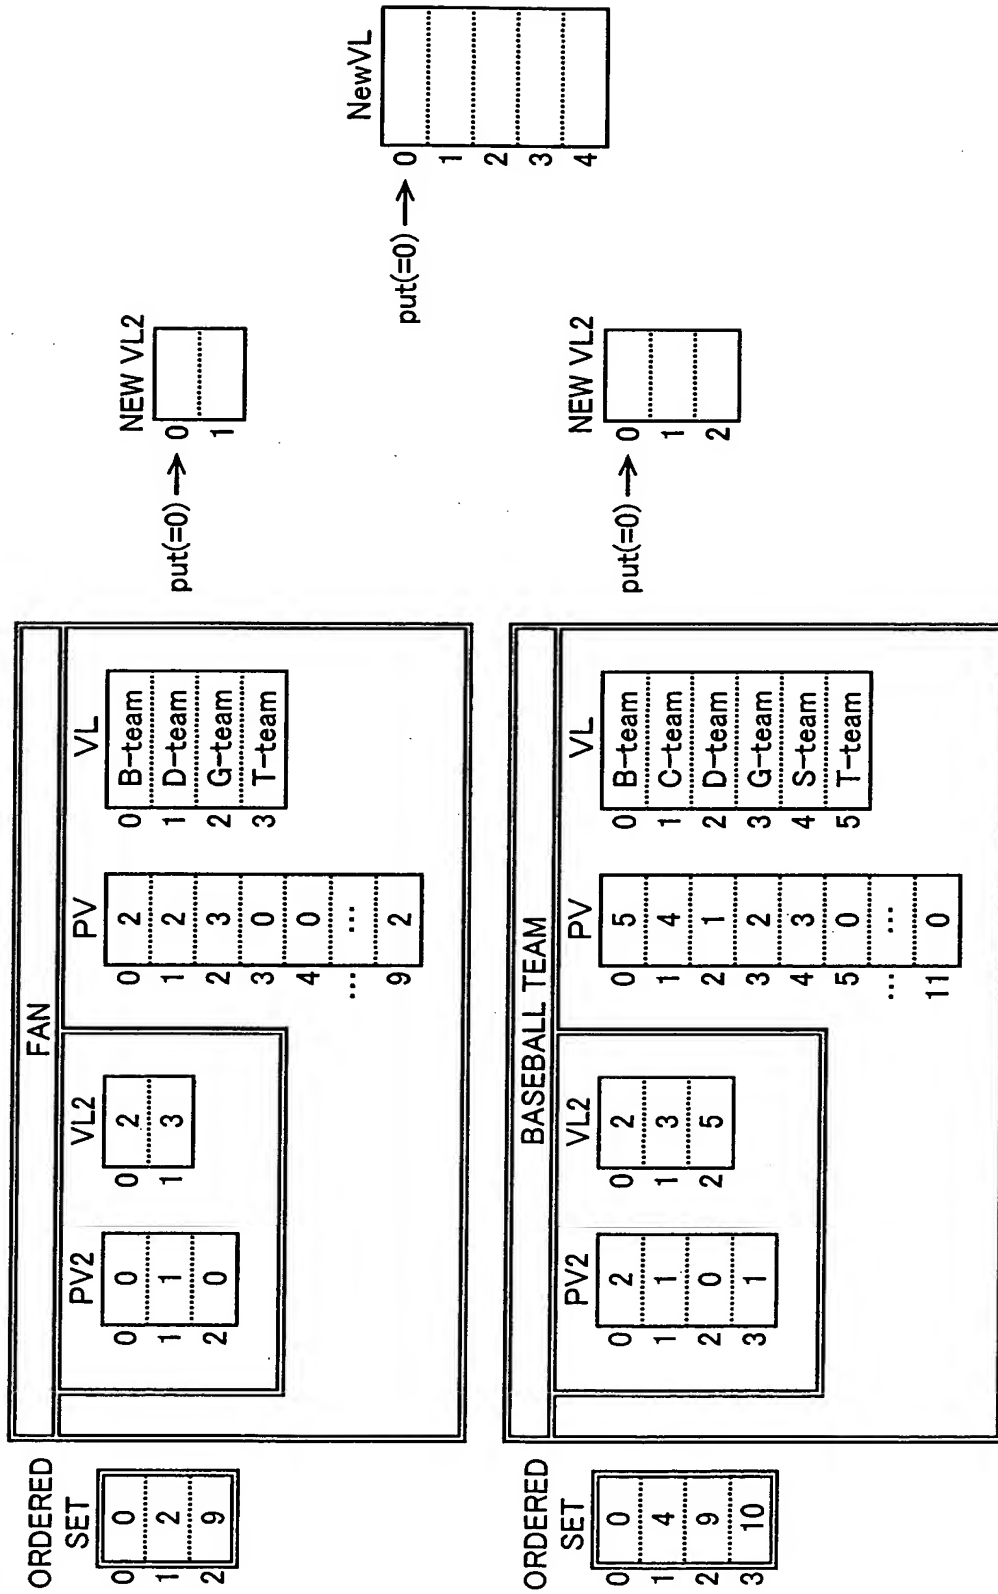 FAN
ORDERED
SET
0 0
1 2
2 9
PV2
0 0
1 1
2 0
VL2
0 2
1 3
PV
0 2
1 2
2 3
3 0
4 0
... ...
9 2
VL
0 B-team
1 D-team
2 G-team
3 T-team
NEW VL2
put(=0) → 0
1
BASEBALL TEAM
ORDERED
SET
0 0
1 4
2 9
3 10
PV2
0 2
1 1
2 0
3 1
VL2
0 2
1 3
2 5
PV
0 5
1 4
2 1
3 2
4 3
5 0
... ...
11 0
VL
0 B-team
1 C-team
2 D-team
3 G-team
4 S-team
5 T-team
NEW VL2
put(=0) → 0
1
2
NewVL
put(=0) → 0
1
2
3
4